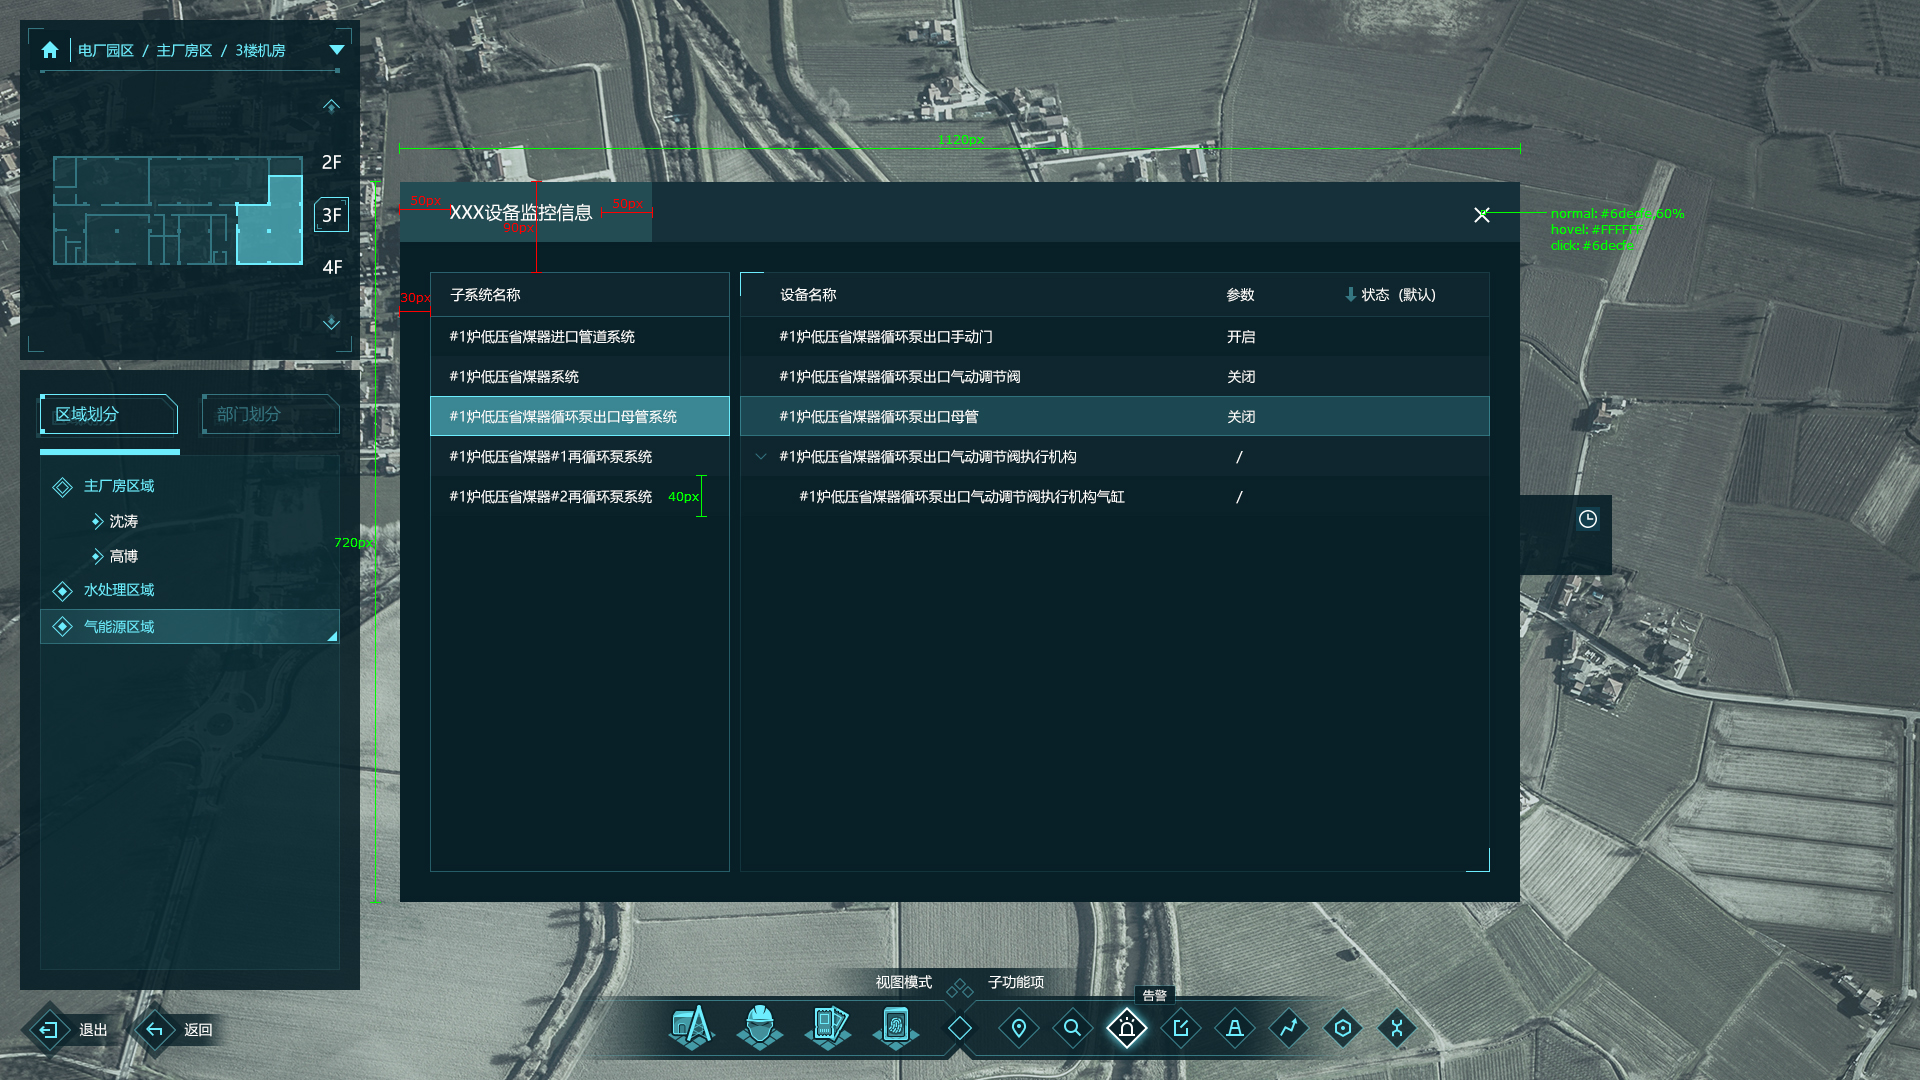 电厂园区 / 主厂房区 / 3楼机房
2F
3F
4F
区域划分
部门划分
主厂房区域
沈涛
高博
水处理区域
气能源区域
退出
返回
720px
1120px
50px
XXX设备监控信息
50px
90px
30px
normal: #6decfe 60%
click: #6decfe
子系统名称
#1炉低压省煤器进口管道系统
#1炉低压省煤器系统
#1炉低压省煤器循环泵出口母管系统
#1炉低压省煤器#1再循环泵系统
#1炉低压省煤器#2再循环泵系统
40px
设备名称 参数 状态 (默认)
#1炉低压省煤器循环泵出口手动门 开启
#1炉低压省煤器循环泵出口气动调节阀 关闭
#1炉低压省煤器循环泵出口母管 关闭
#1炉低压省煤器循环泵出口气动调节阀执行机构 /
#1炉低压省煤器循环泵出口气动调节阀执行机构气缸 /
视图模式
子功能项
告警